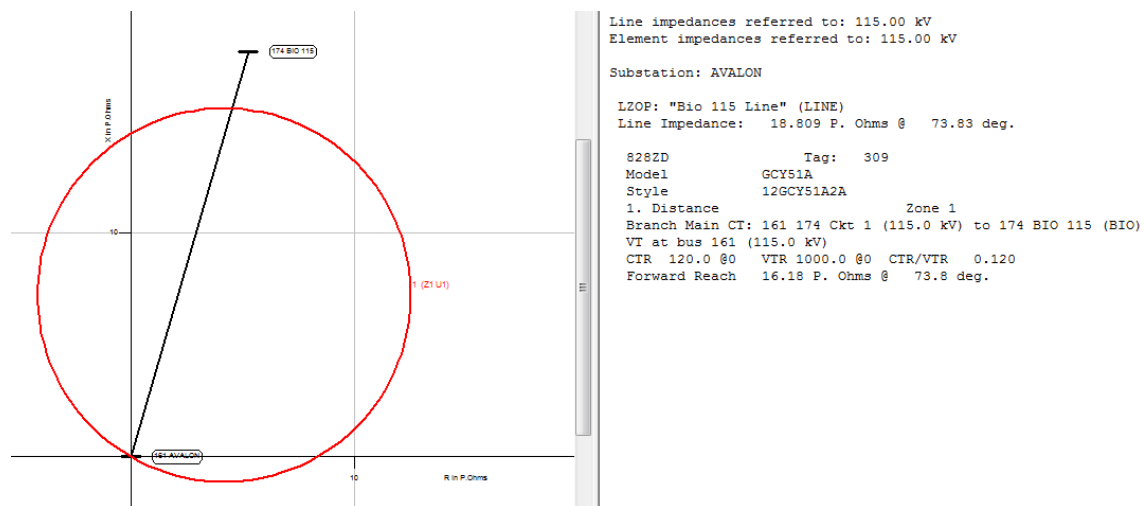 174 BIO 115
X in P.Ohms
10
1 (Z1 U1)
161 AVALON
10
R in P.Ohms
Line impedances referred to: 115.00 kV
Element impedances referred to: 115.00 kV
Substation: AVALON
LZOP: "Bio 115 Line" (LINE)
Line Impedance: 18.809 P. Ohms @ 73.83 deg.
828ZD Tag: 309
Model GCY51A
Style 12GCY51A2A
1. Distance Zone 1
Branch Main CT: 161 174 Ckt 1 (115.0 kV) to 174 BIO 115 (BIO)
VT at bus 161 (115.0 kV)
CTR 120.0 @0 VTR 1000.0 @0 CTR/VTR 0.120
Forward Reach 16.18 P. Ohms @ 73.8 deg.